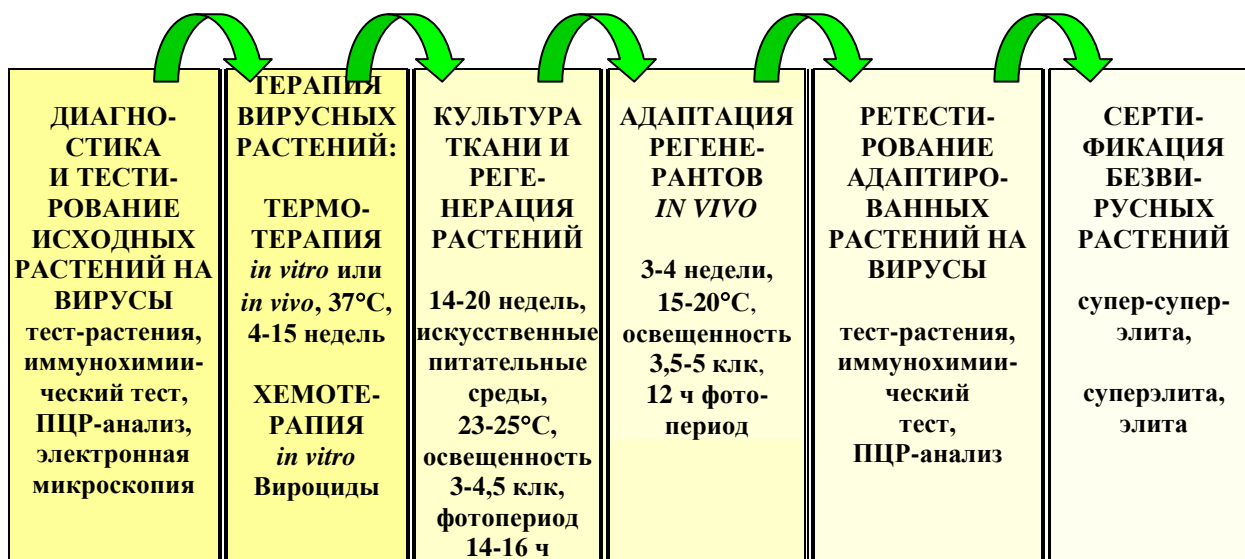 ДИАГНО-
СТИКА
И ТЕСТИ-
РОВАНИЕ
ИСХОДНЫХ
РАСТЕНИЙ НА
ВИРУСЫ
тест-растения,
иммунохимии-
ческий тест,
ПЦР-анализ,
электронная
микроскопия
ТЕРАПИЯ
ВИРУСНЫХ
РАСТЕНИЙ:
ТЕРМО-
ТЕРАПИЯ
in vitro или
in vivo, 37°С,
4-15 недель
ХЕМОТЕ-
РАПИЯ
in vitro
Вироциды
КУЛЬТУРА
ТКАНИ И
РЕГЕ-
НЕРАЦИЯ
РАСТЕНИЙ
14-20 недель,
искусственные
питательные
среды,
23-25°С,
освещенность
3-4,5 клк,
фотопериод
14-16 ч
АДАПТАЦИЯ
РЕГЕНЕ-
РАНТОВ
IN VIVO
3-4 недели,
15-20°С,
освещенность
3,5-5 клк,
12 ч фото-
период
РЕТЕСТИ-
РОВАНИЕ
АДАПТИРО-
ВАННЫХ
РАСТЕНИЙ НА
ВИРУСЫ
тест-растения,
иммунохимии-
ческий
тест,
ПЦР-анализ
СЕРТИ-
ФИКАЦИЯ
БЕЗВИ-
РУСНЫХ
РАСТЕНИЙ
супер-супер-
элита,
суперэлита,
элита